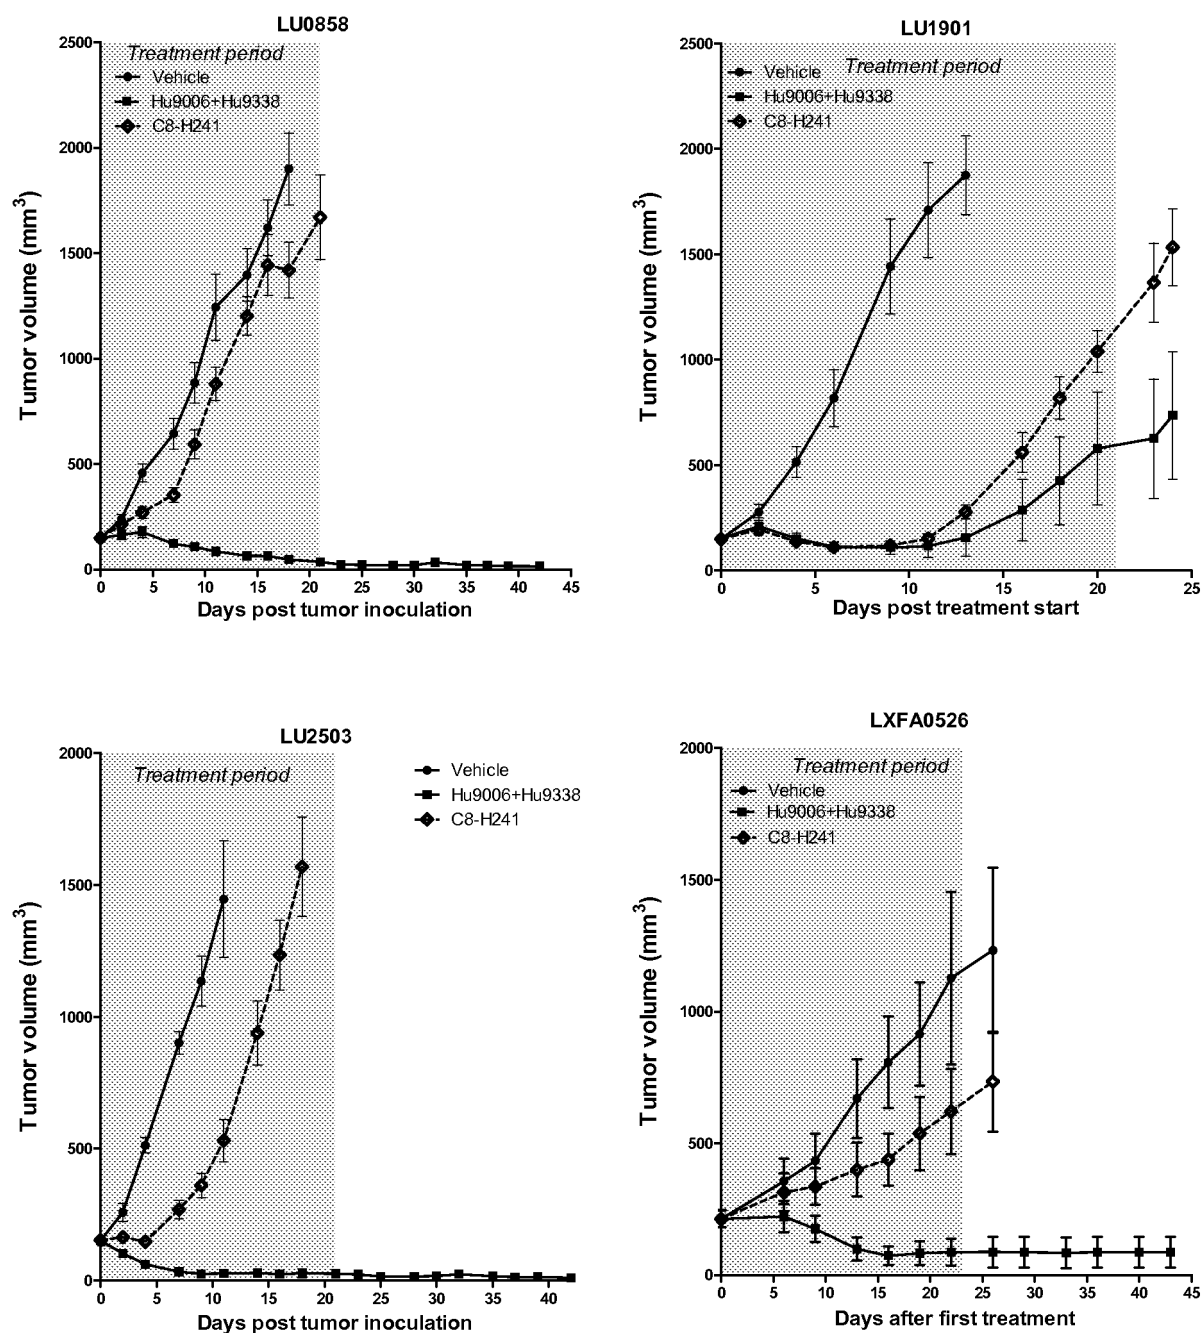 LU0858
2500
Treatment period
Vehicle
Hu9006+Hu9338
C8-H241
2000
1500
1000
500
0
Tumor volume (mm3)
0 5 10 15 20 25 30 35 40 45
Days post tumor inoculation
LU1901
2500
Treatment period
Vehicle
Hu9006+Hu9338
C8-H241
2000
1500
1000
500
0
Tumor volume (mm3)
0 5 10 15 20 25
Days post treatment start
LU2503
2000
Treatment period
Vehicle
Hu9006+Hu9338
C8-H241
1500
1000
500
0
Tumor volume (mm3)
0 5 10 15 20 25 30 35 40
Days post tumor inoculation
LXFA0526
2000
Treatment period
Vehicle
Hu9006+Hu9338
C8-H241
1500
1000
500
0
Tumor volume (mm3)
0 5 10 15 20 25 30 35 40 45
Days after first treatment